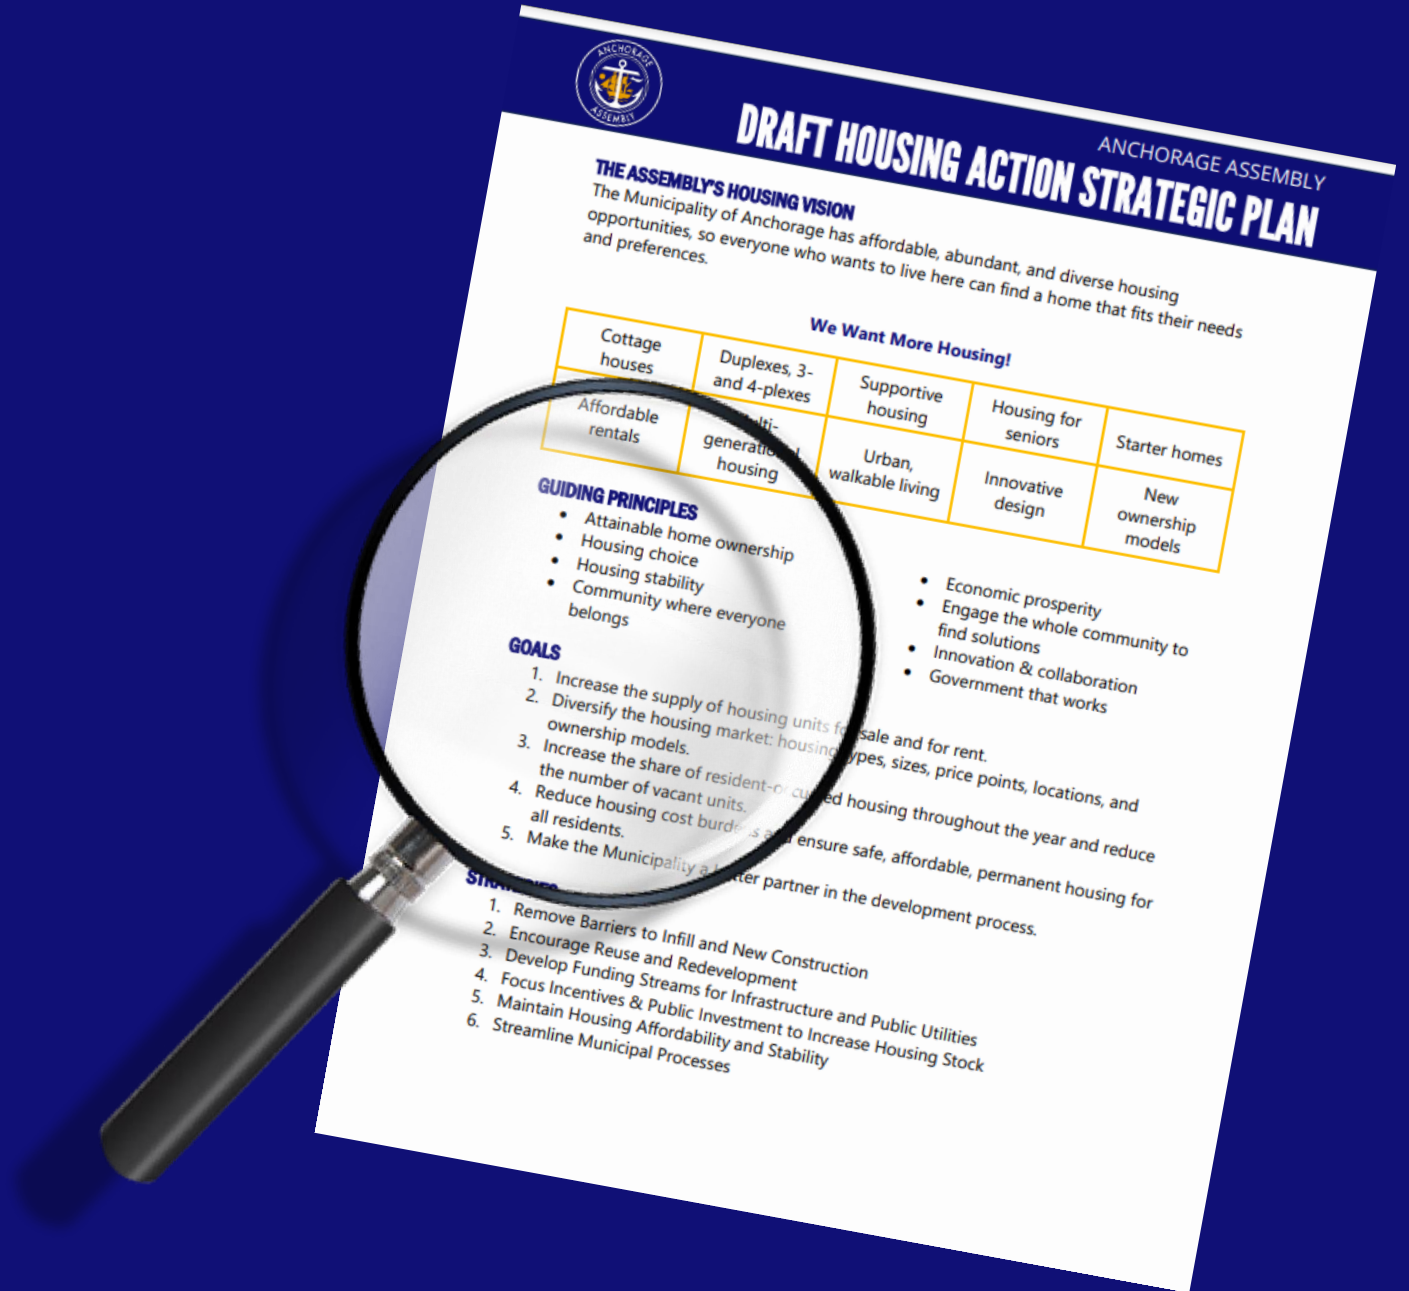 ANCHORAGE
ASSEMBLY
ANCHORAGE ASSEMBLY
DRAFT HOUSING ACTION STRATEGIC PLAN
THE ASSEMBLY'S HOUSING VISION
The Municipality of Anchorage has affordable, abundant, and diverse housing
opportunities, so everyone who wants to live here can find a home that fits their needs
and preferences.
We Want More Housing!
Cottage
houses
Duplexes, 3-
and 4-plexes
Supportive
housing
Housing for
seniors
Starter homes
Affordable
rentals
housing
Urban,
walkable living
Innovative
design
New
ownership
models
GUIDING PRINCIPLES
• Attainable home ownership
• Housing choice
• Housing stability
• Community where everyone
belongs
• Economic prosperity
• Engage the whole community to
find solutions
• Innovation & collaboration
• Government that works
GOALS
1. Increase the supply of housing units for sale and for rent.
2. Diversify the housing market: housing types, sizes, price points, locations, and
ownership models.
3. Increase the share of resident-occupied housing throughout the year and reduce
the number of vacant units.
4. Reduce housing cost burdens and ensure safe, affordable, permanent housing for
all residents.
5. Make the Municipality a better partner in the development process.
STRATEGIES
1. Remove Barriers to Infill and New Construction
2. Encourage Reuse and Redevelopment
3. Develop Funding Streams for Infrastructure and Public Utilities
4. Focus Incentives & Public Investment to Increase Housing Stock
5. Maintain Housing Affordability and Stability
6. Streamline Municipal Processes